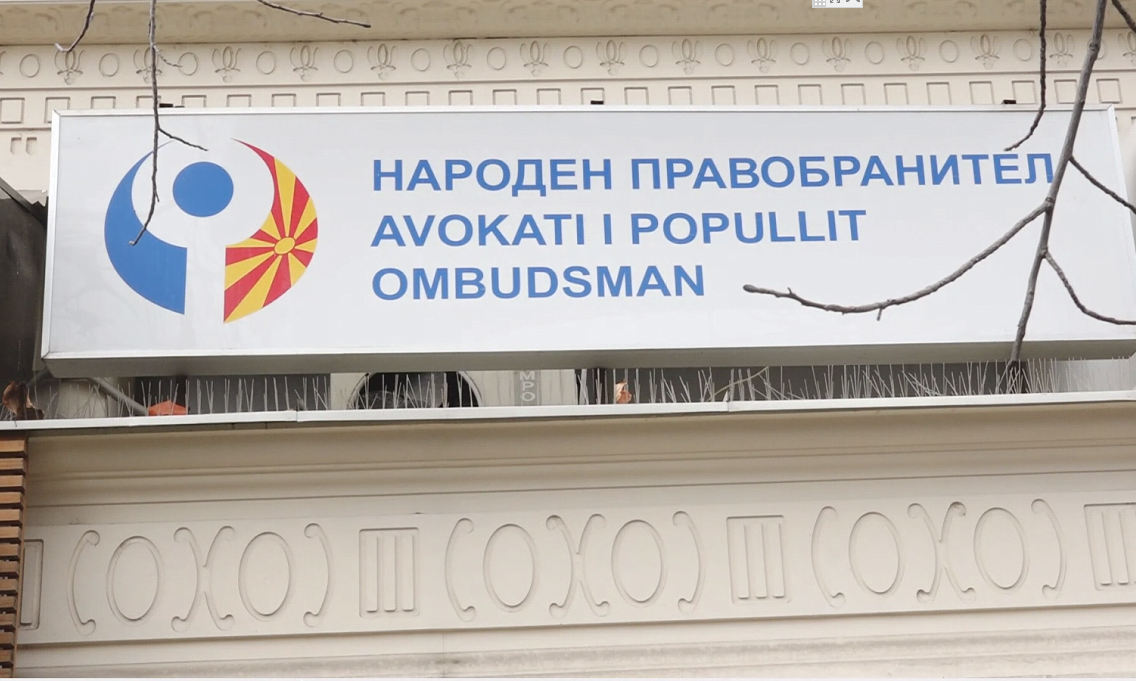 НАРОДЕН ПРАВОБРАНИТЕЛ
AVOKATI I POPULLIT
OMBUDSMAN